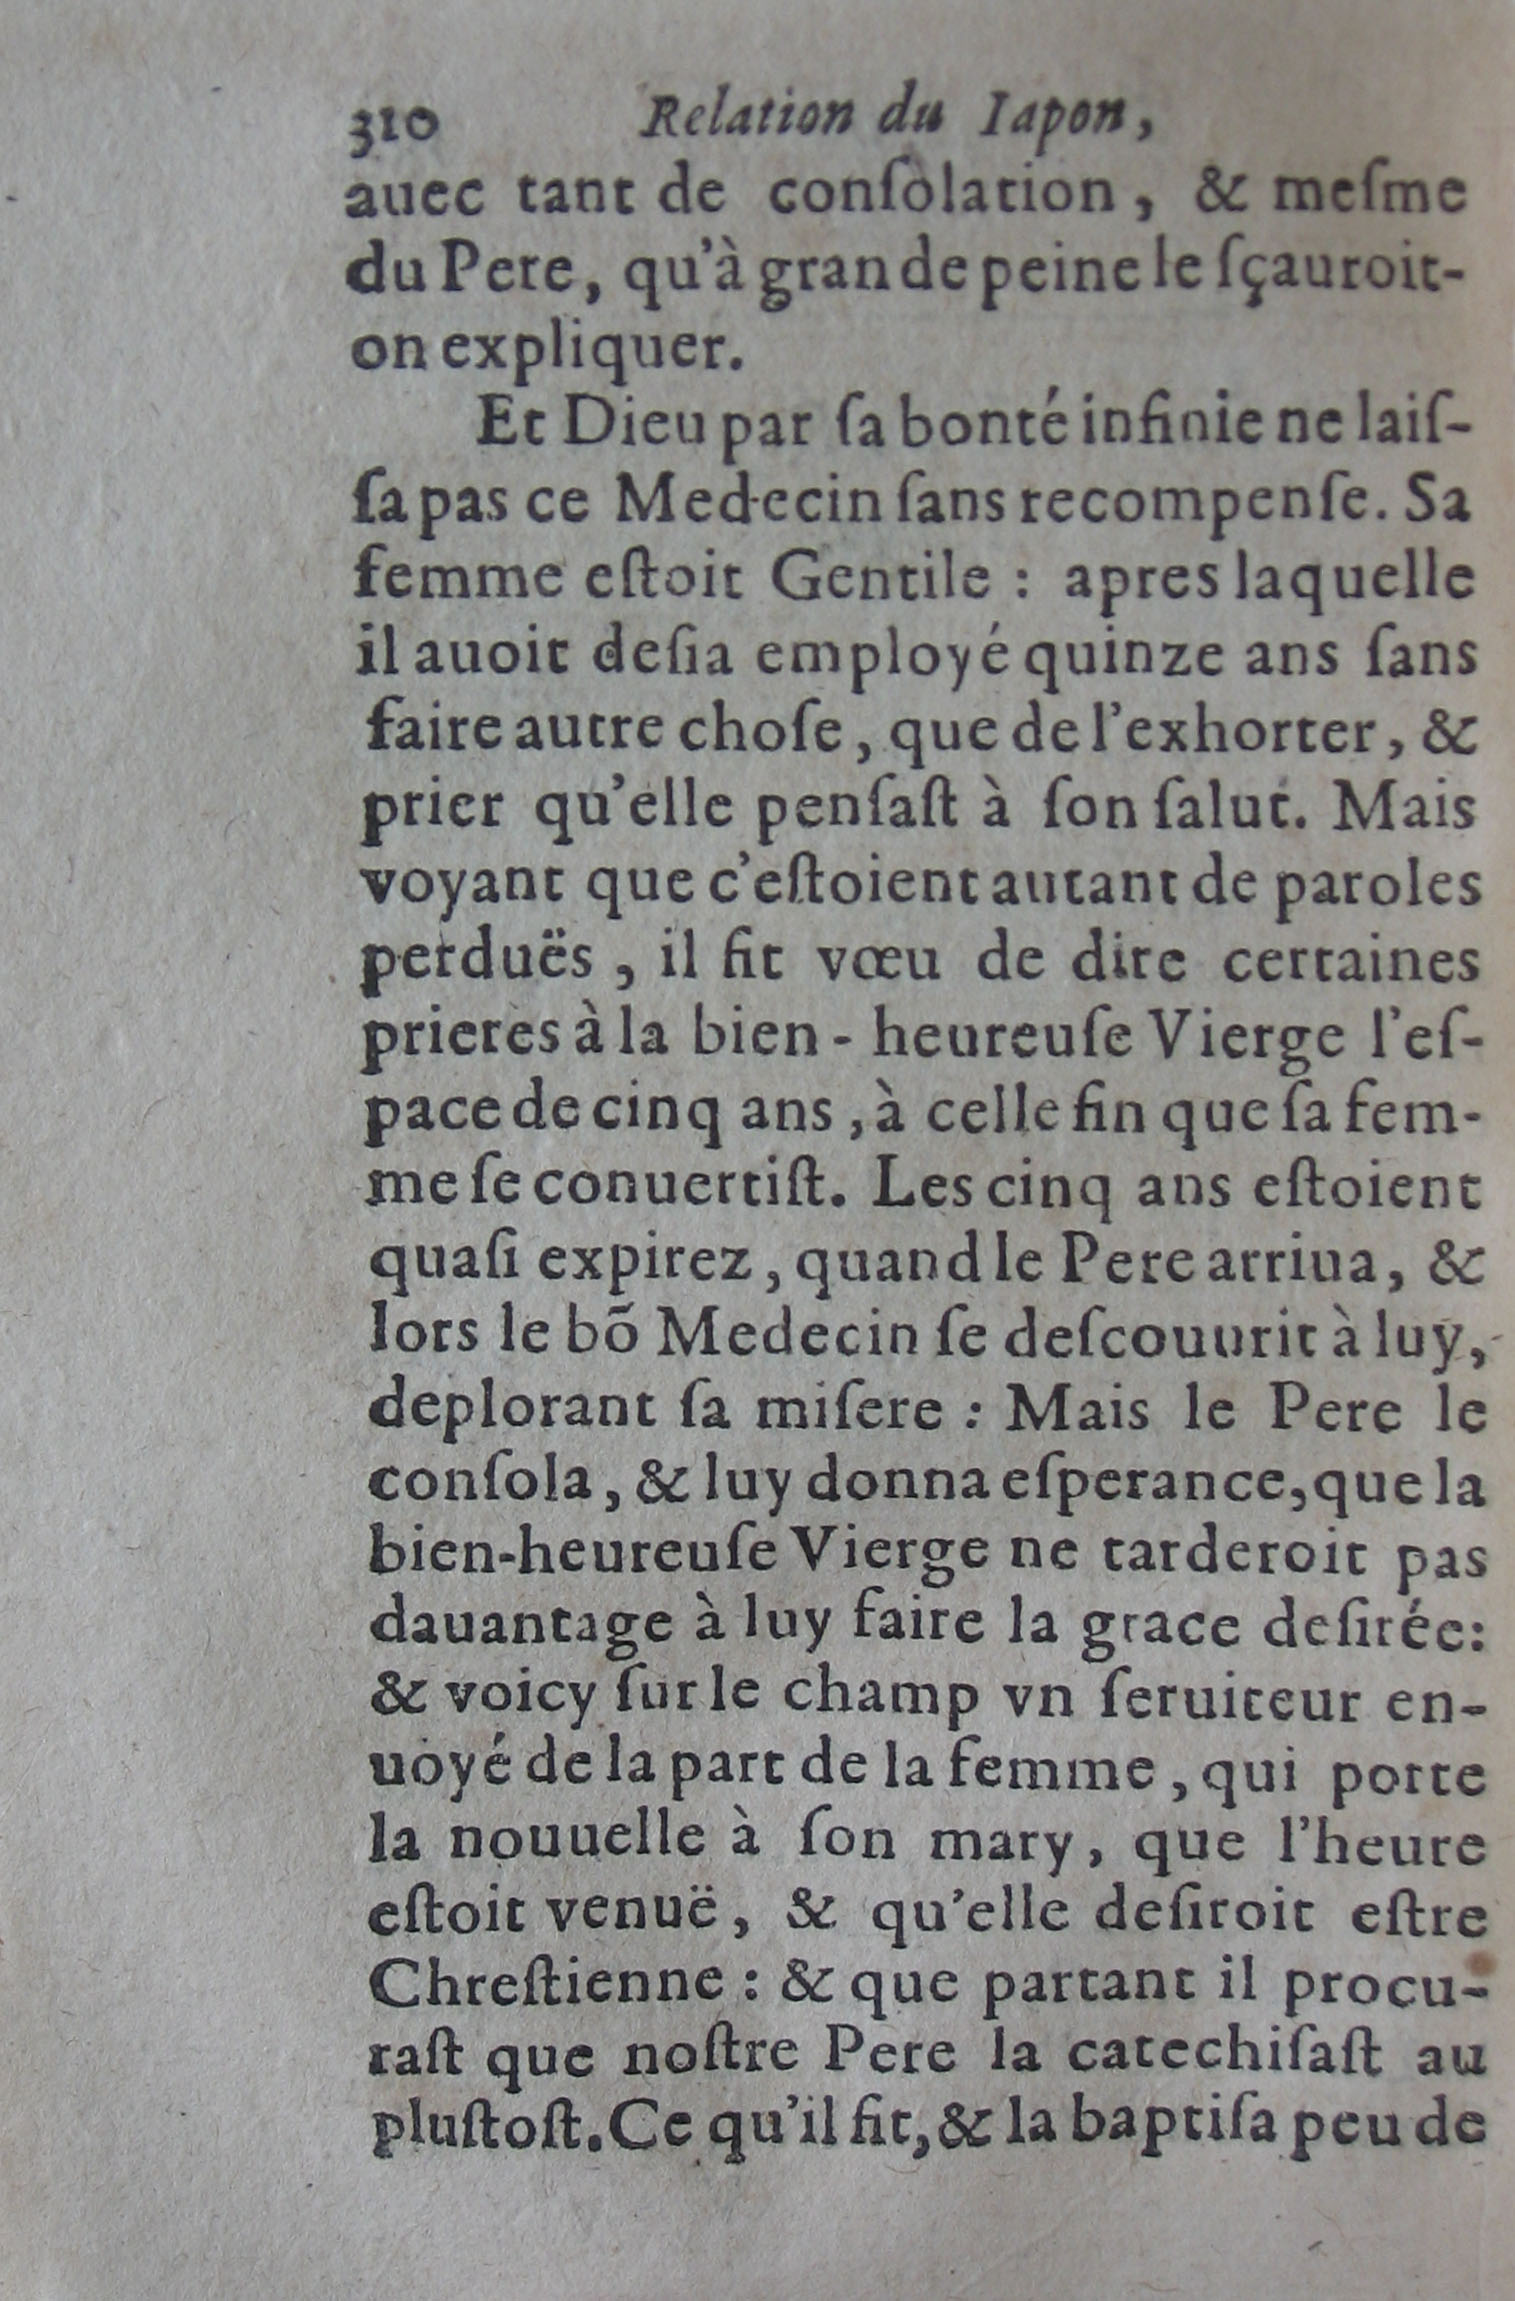 310 Relation du Iapon,
auec tant de conſolation, & meſme
du Pere, qu'à grande peine le ſçauroit-
on expliquer.
Et Dieu par ſa bonté infinie ne laiſ-
ſa pas ce Medecin ſans recompenſe. Sa
femme eſtoit Gentile : apres laquelle
il auoit deſia employé quinze ans ſans
faire autre choſe, que de l'exhorter, &
prier qu'elle penſaſt à ſon ſalut. Mais
voyant que c'eſtoient autant de paroles
perduës, il fit vœu de dire certaines
prieres à la bien-heureuſe Vierge l'eſ-
pace de cinq ans, à celle fin que ſa fem-
me ſe conuertiſt. Les cinq ans eſtoient
quaſi expirez, quand le Pere arriua, &
lors le bõ Medecin ſe deſcouurit à luy,
deplorant ſa miſere : Mais le Pere le
conſola, & luy donna eſperance, que la
bien-heureuſe Vierge ne tarderoit pas
dauantage à luy faire la grace deſirée:
& voicy ſur le champ vn ſeruiteur en-
uoyé de la part de la femme, qui porte
la nouuelle à ſon mary, que l'heure
eſtoit venuë, & qu'elle deſiroit eſtre
Chreſtienne : & que partant il procu-
raſt que noſtre Pere la catechiſaſt au
pluſtoſt. Ce qu'il fit, & la baptiſa peu de